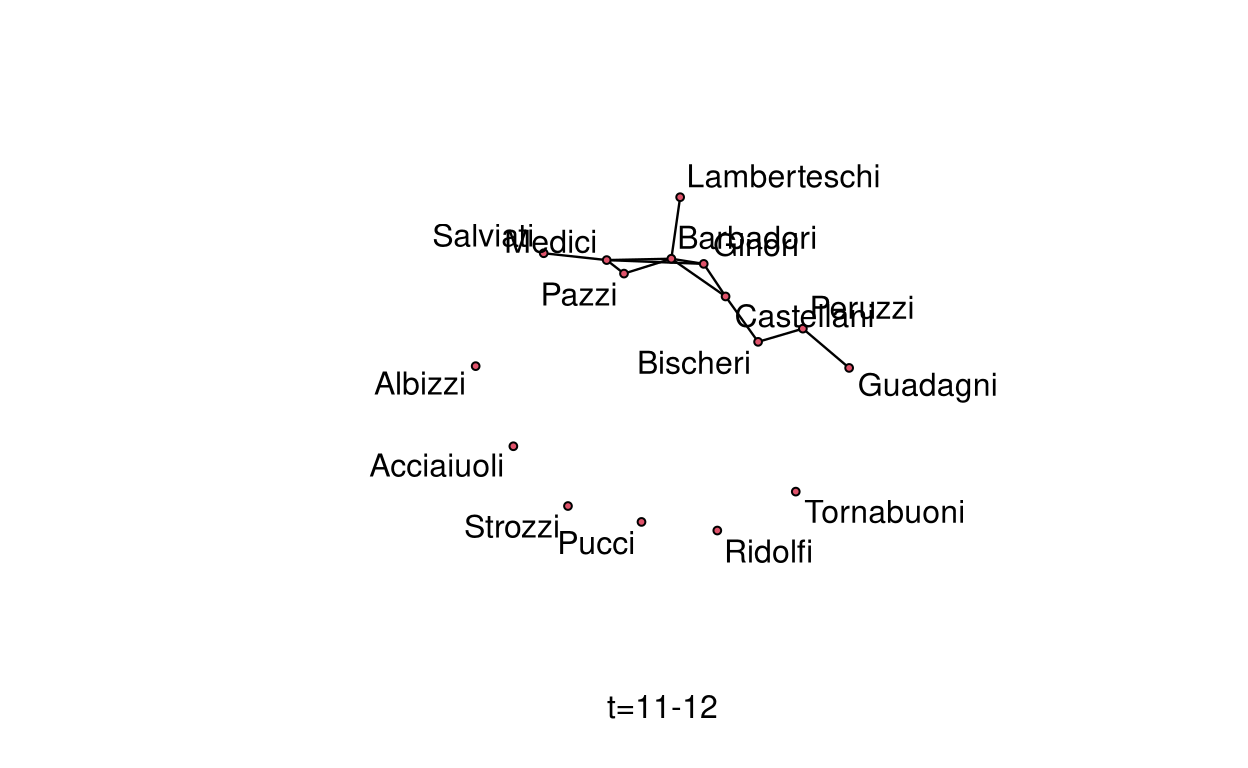 Lamberteschi
Salviati
Medici
Barbadori
Ginori
Pazzi
Peruzzi
Castellani
Bischeri
Albizzi
Guadagni
Acciaiuoli
Tornabuoni
Strozzi
Pucci
Ridolfi
t=11-12